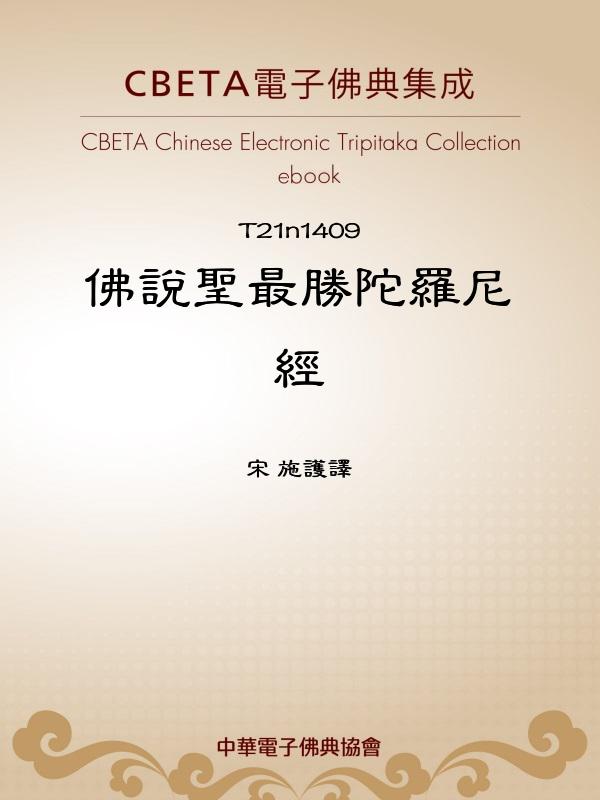 CBETA電子佛典集成
CBETA Chinese Electronic Tripitaka Collection
ebook
T21n1409
佛說聖最勝陀羅尼
經
宋 施護譯
中華電子佛典協會